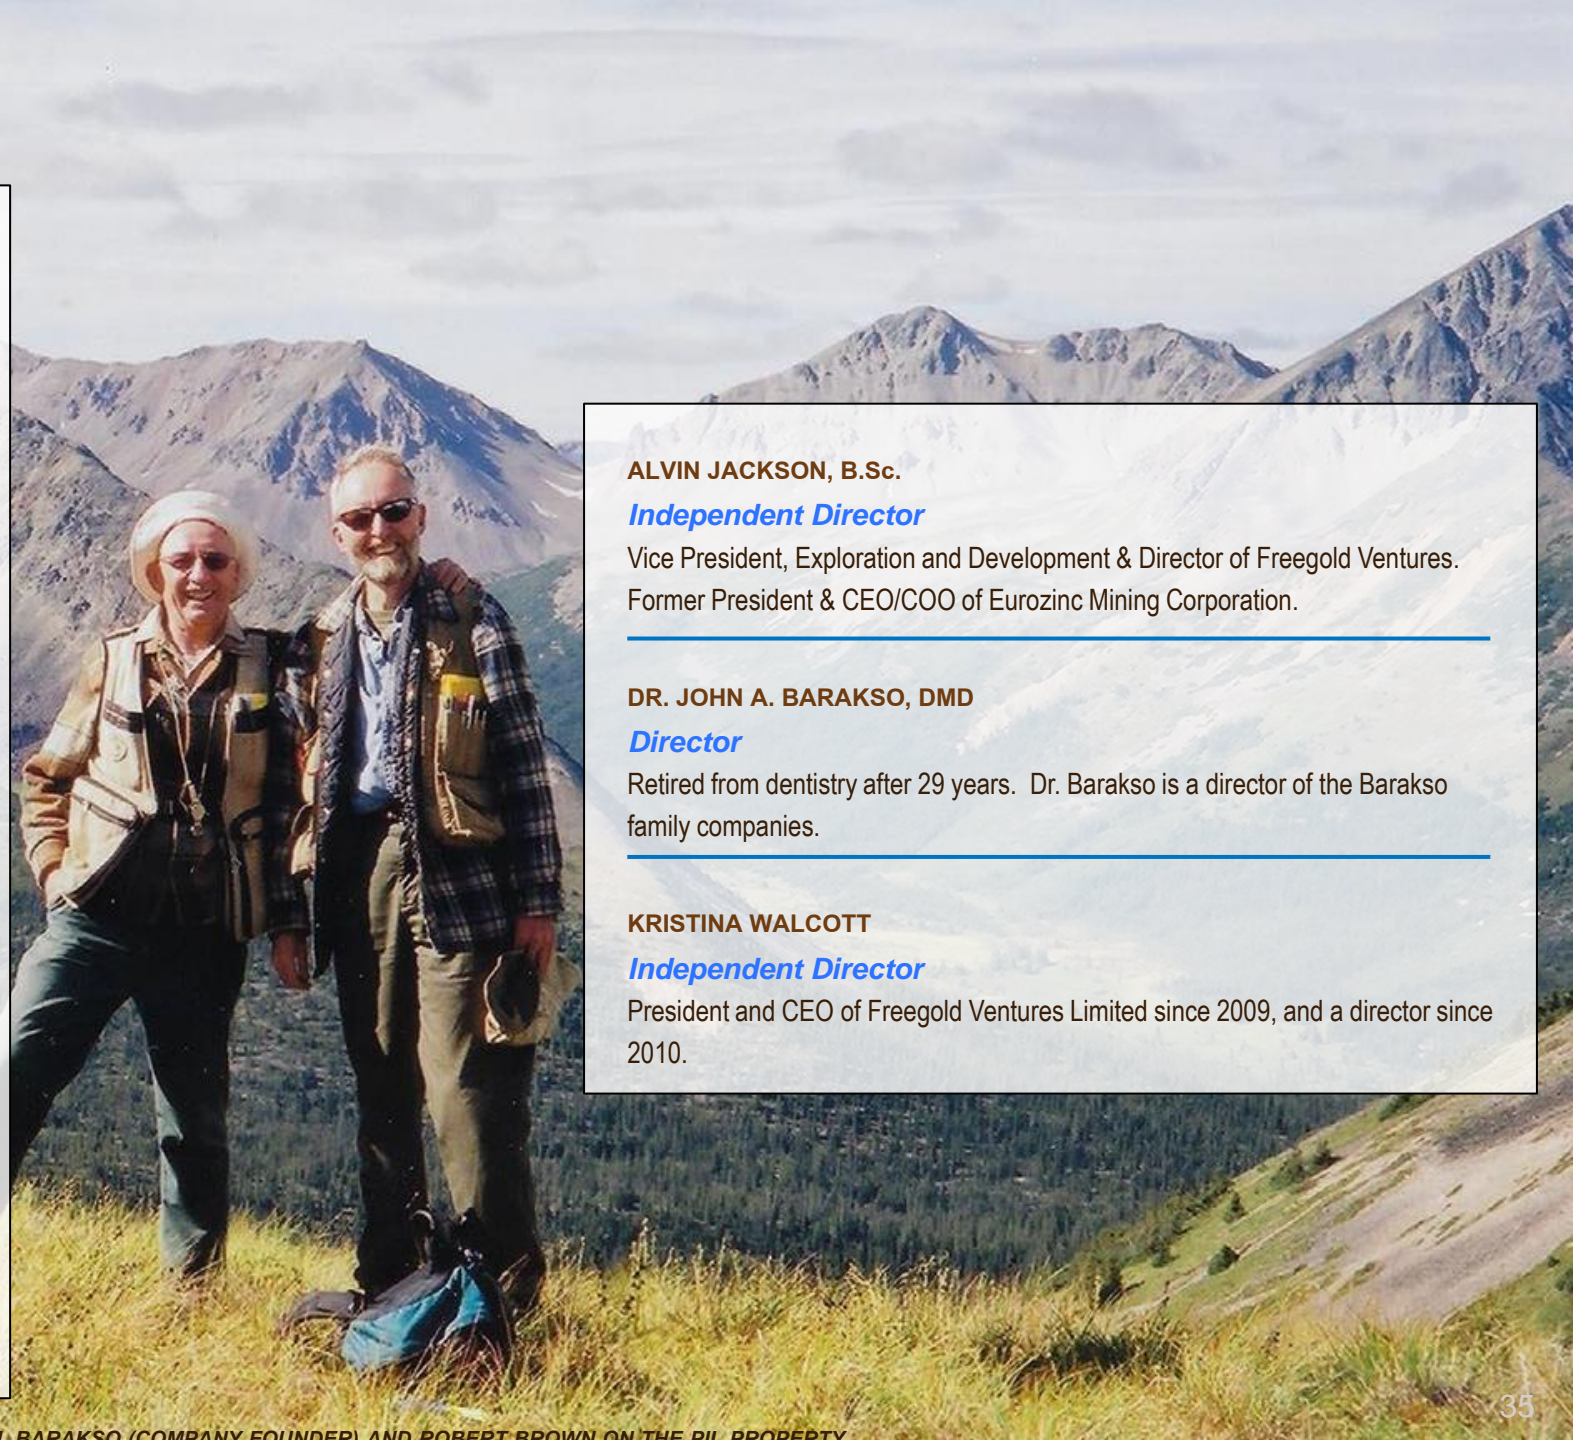 ALVIN JACKSON, B.Sc.
Independent Director
Vice President, Exploration and Development & Director of Freegold Ventures.
Former President & CEO/COO of Eurozinc Mining Corporation.
DR. JOHN A. BARAKSO, DMD
Director
Retired from dentistry after 29 years.  Dr. Barakso is a director of the Barakso
family companies.
KRISTINA WALCOTT
Independent Director
President and CEO of Freegold Ventures Limited since 2009, and a director since
2010.
35
BARAKSO (COMPANY FOUNDER) AND ROBERT BROWN ON THE PIL PROPERTY